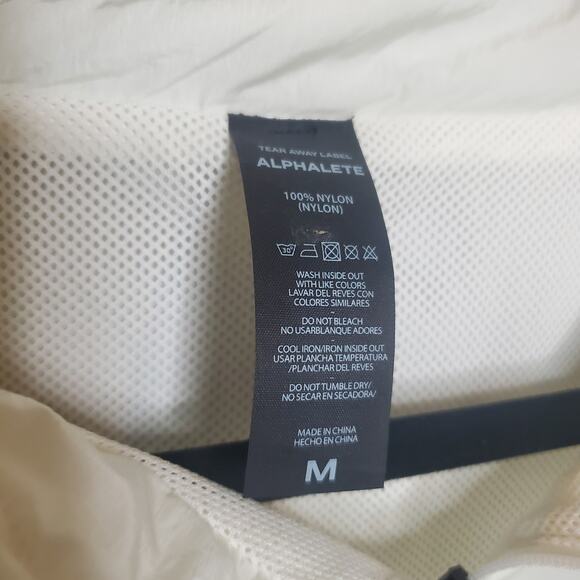 TEAR AWAY LABEL
ALPHALETE
100% NYLON
(NYLON)
30°
WASH INSIDE OUT
WITH LIKE COLORS
LAVAR DEL REVES CON
COLORES SIMILARES
-
DO NOT BLEACH
NO USARBLANQUE ADORES
-
COOL IRON/IRON INSIDE OUT
USAR PLANCHA TEMPERATURA
/PLANCHAR DEL REVES
-
DO NOT TUMBLE DRY/
NO SECAR EN SECADORA/
MADE IN CHINA
HECHO EN CHINA
M